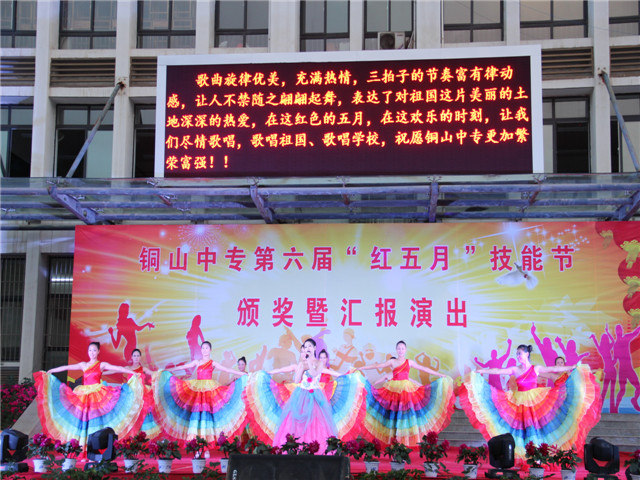 歌曲旋律优美，充满热情，三拍子的节奏富有律动
感，让人不禁随之翩翩起舞，表达了对祖国这片美丽的土
地深深的热爱，在这红色的五月，在这欢乐的时刻，让我
们尽情歌唱，歌唱祖国、歌唱学校，祝愿铜山中专更加繁
荣富强！！
铜山中专第六届“红五月”技能节
颁奖暨汇报演出